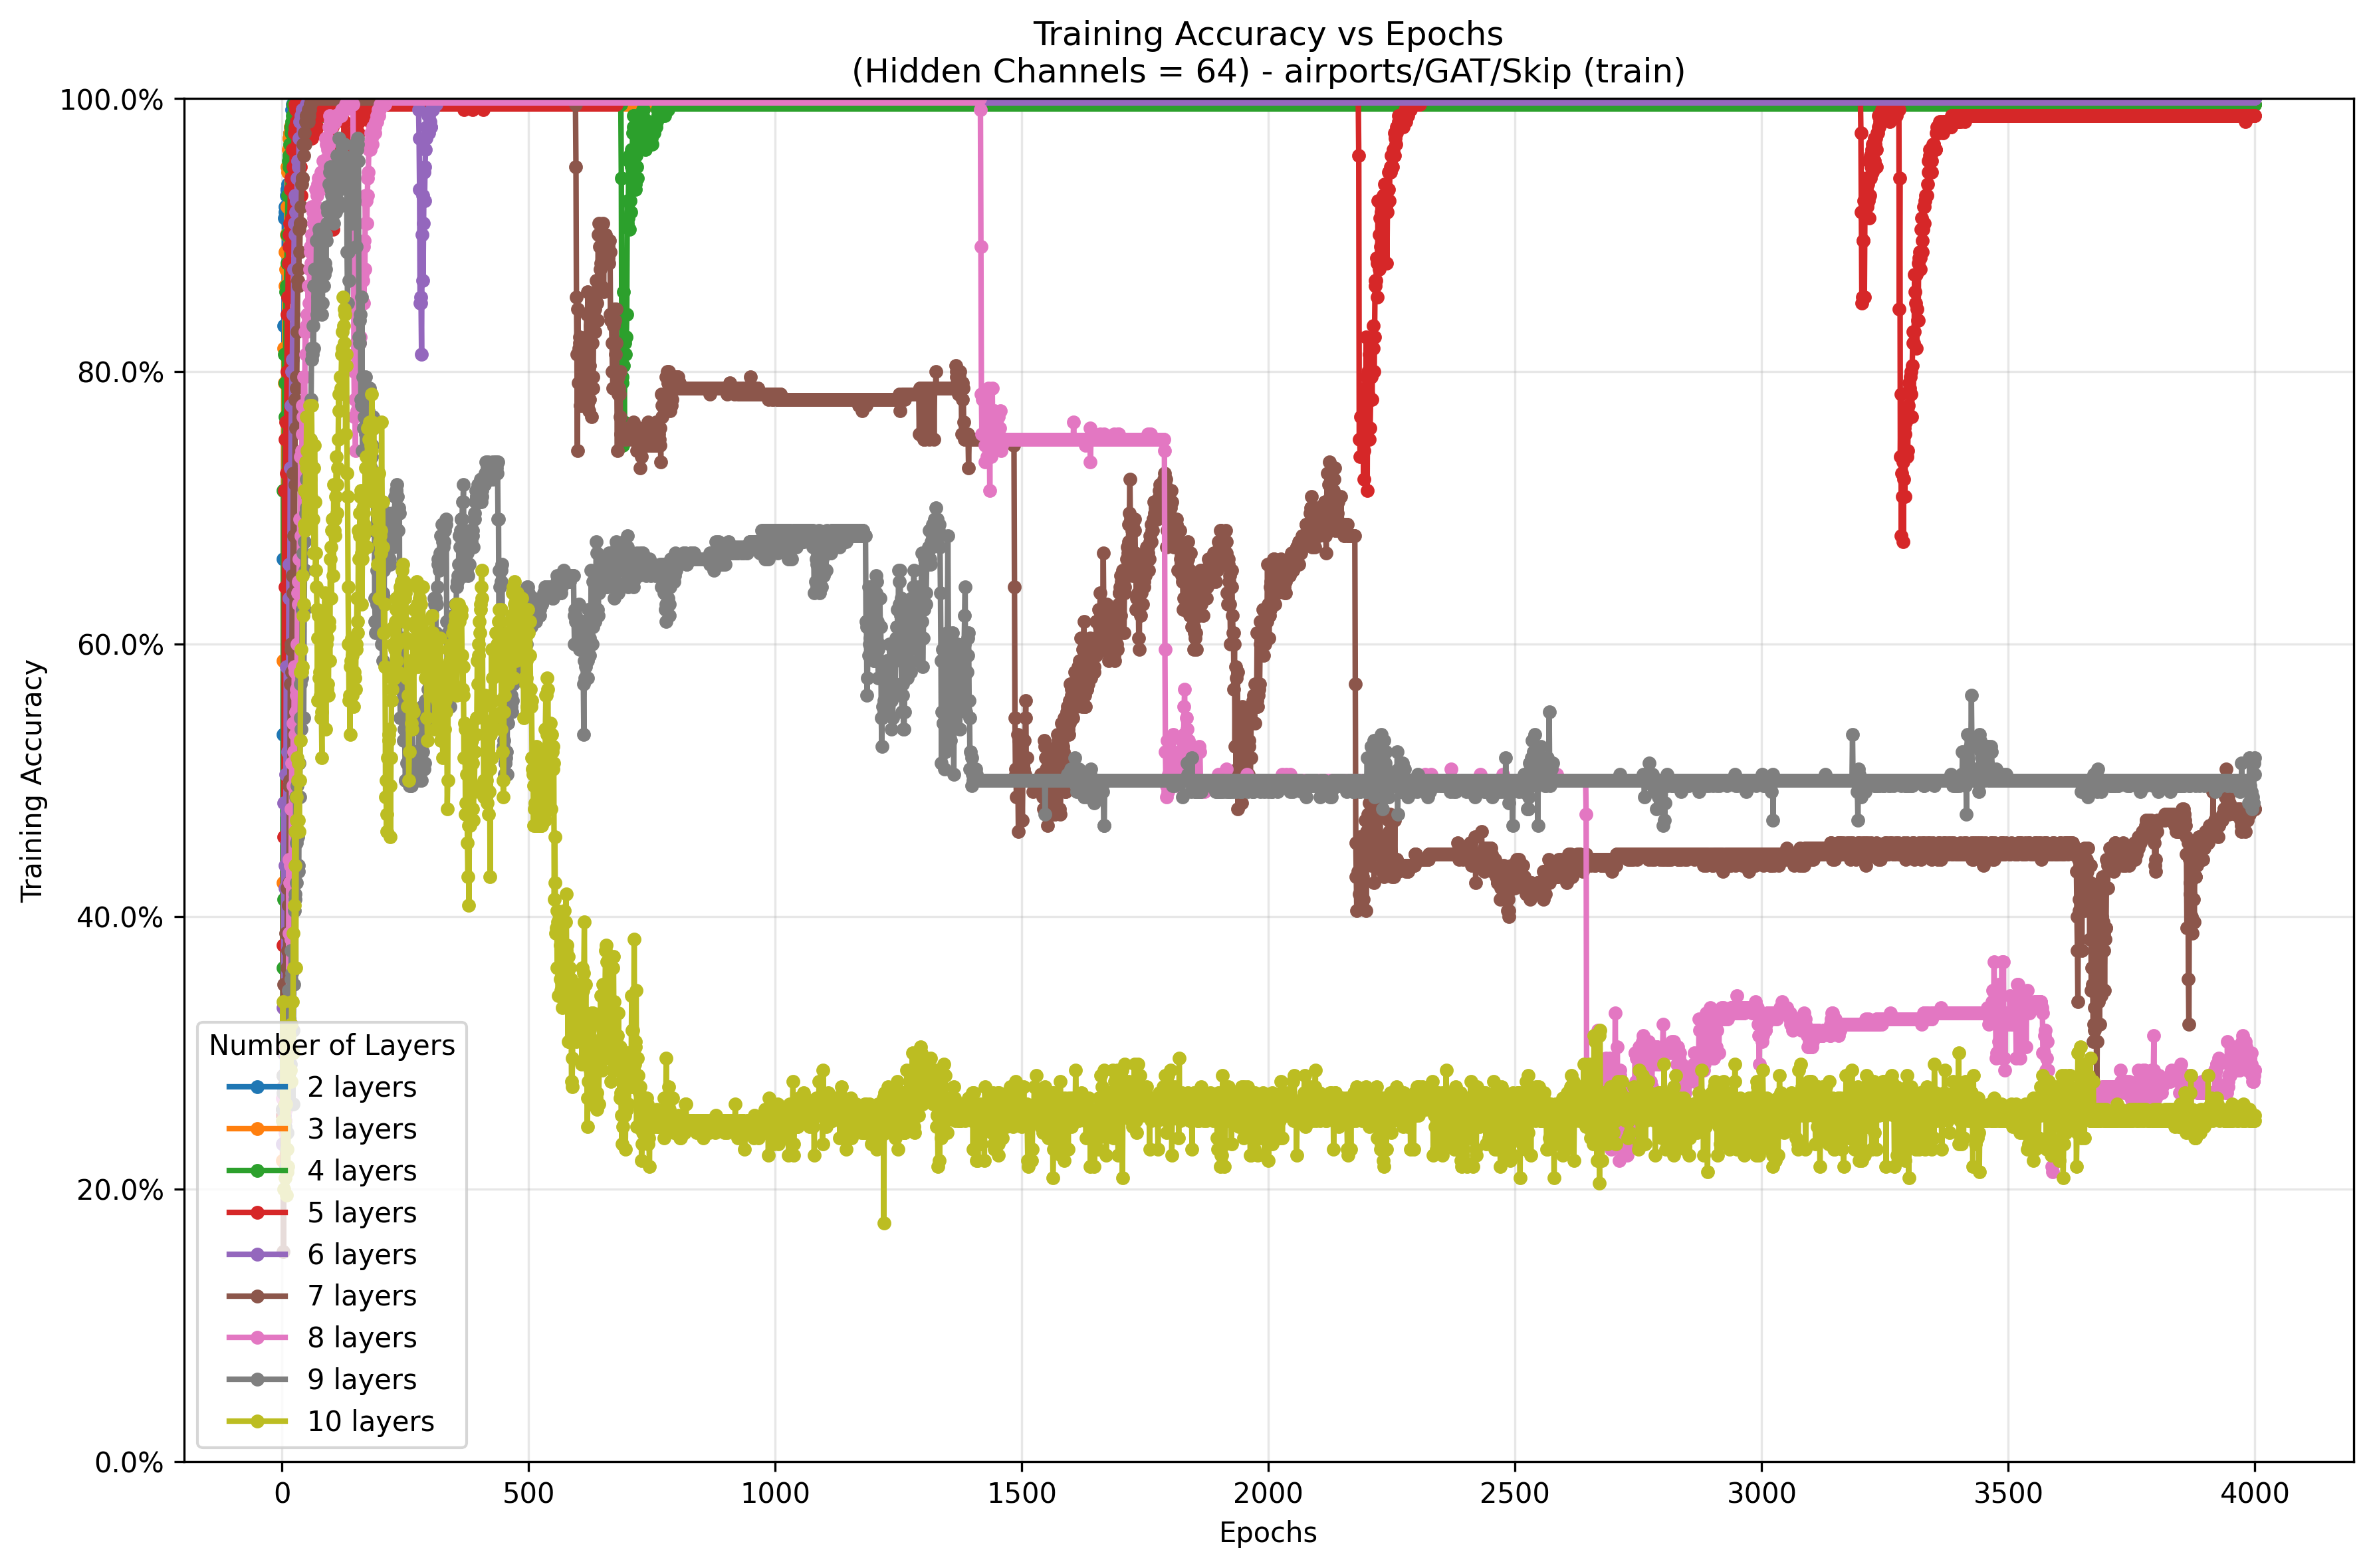 Training Accuracy vs Epochs
(Hidden Channels = 64) - airports/GAT/Skip (train)
Training Accuracy
100.0%
80.0%
60.0%
40.0%
20.0%
0.0%
Number of Layers
2 layers
3 layers
4 layers
5 layers
6 layers
7 layers
8 layers
9 layers
10 layers
0 500 1000 1500 2000 2500 3000 3500 4000
Epochs